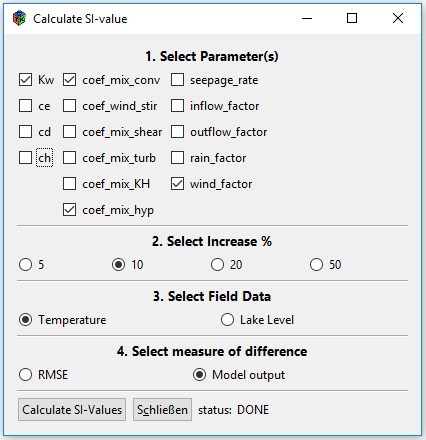 Calculate SI-value
1. Select Parameter(s)
Kw coef_mix_conv seepage_rate
ce coef_wind_stir inflow_factor
cd coef_mix_shear outflow_factor
ch coef_mix_turb rain_factor
coef_mix_KH wind_factor
coef_mix_hyp
2. Select Increase %
5 10 20 50
3. Select Field Data
Temperature Lake Level
4. Select measure of difference
RMSE Model output
Calculate SI-Values Schließen status: DONE